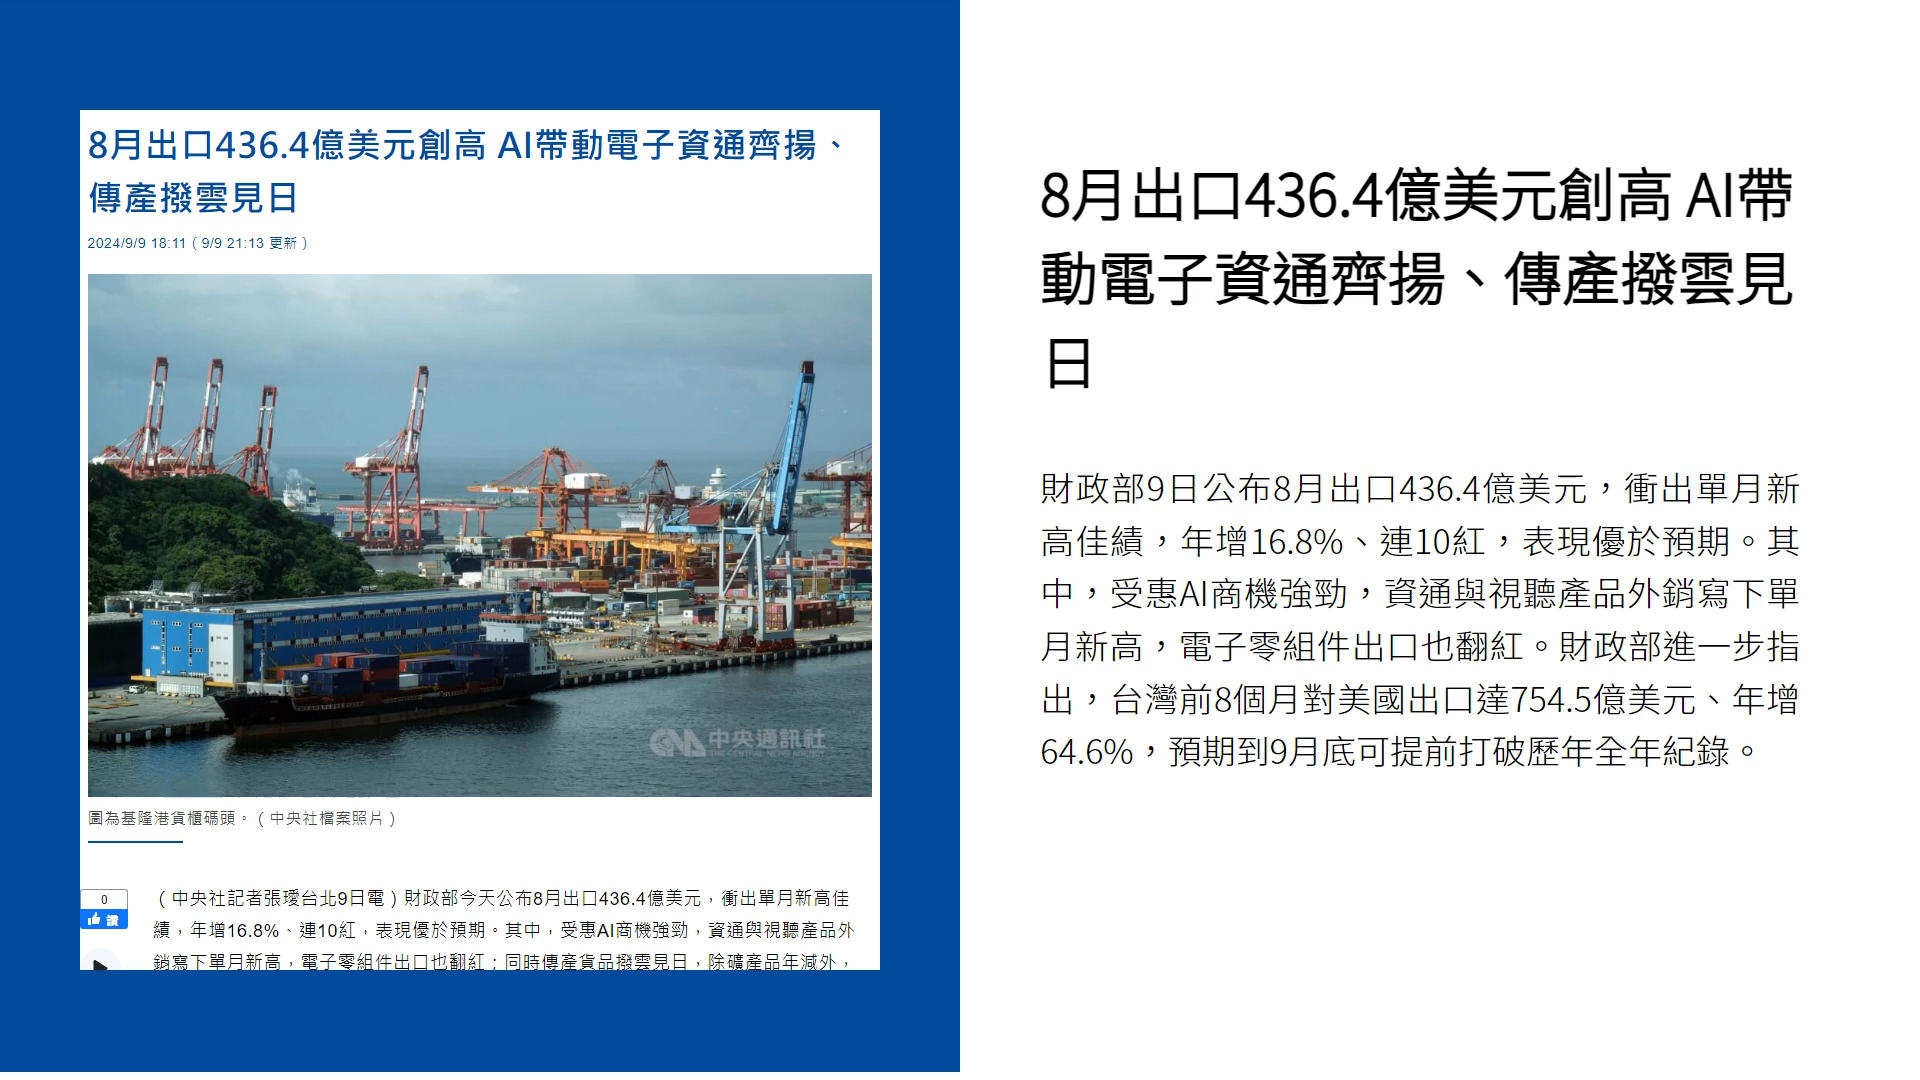 8月出口436.4億美元創高 AI帶動電子資通齊揚、
傳產撥雲見日
2024/9/9 18:11（9/9 21:13 更新）
中央通訊社
圖為基隆港貨櫃碼頭。（中央社檔案照片）
0
讚
（中央社記者張璦台北9日電）財政部今天公布8月出口436.4億美元，衝出單月新高佳
績，年增16.8%、連10紅，表現優於預期。其中，受惠AI商機強勁，資通與視聽產品外
銷寫下單月新高，電子零組件出口也翻紅；同時傳產貨品撥雲見日，除礦產品年減外，
8月出口436.4億美元創高 AI帶
動電子資通齊揚、傳產撥雲見
日
財政部9日公布8月出口436.4億美元，衝出單月新
高佳績，年增16.8%、連10紅，表現優於預期。其
中，受惠AI商機強勁，資通與視聽產品外銷寫下單
月新高，電子零組件出口也翻紅。財政部進一步指
出，台灣前8個月對美國出口達754.5億美元、年增
64.6%，預期到9月底可提前打破歷年全年紀錄。